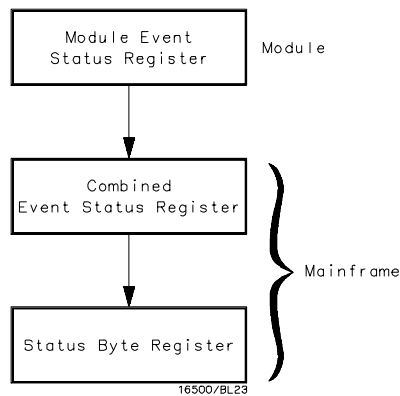 Module Event
Status Register
Module
Combined
Event Status Register
Mainframe
Status Byte Register
16500/BL23